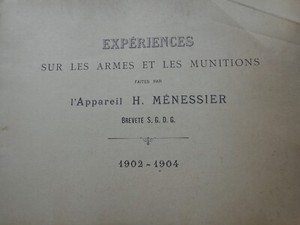 EXPÉRIENCES
SUR LES ARMES ET LES MUNITIONS
FAITES PAR
l'Appareil H. MÉNESSIER
BREVETÉ S. G. D. G.
1902-1904